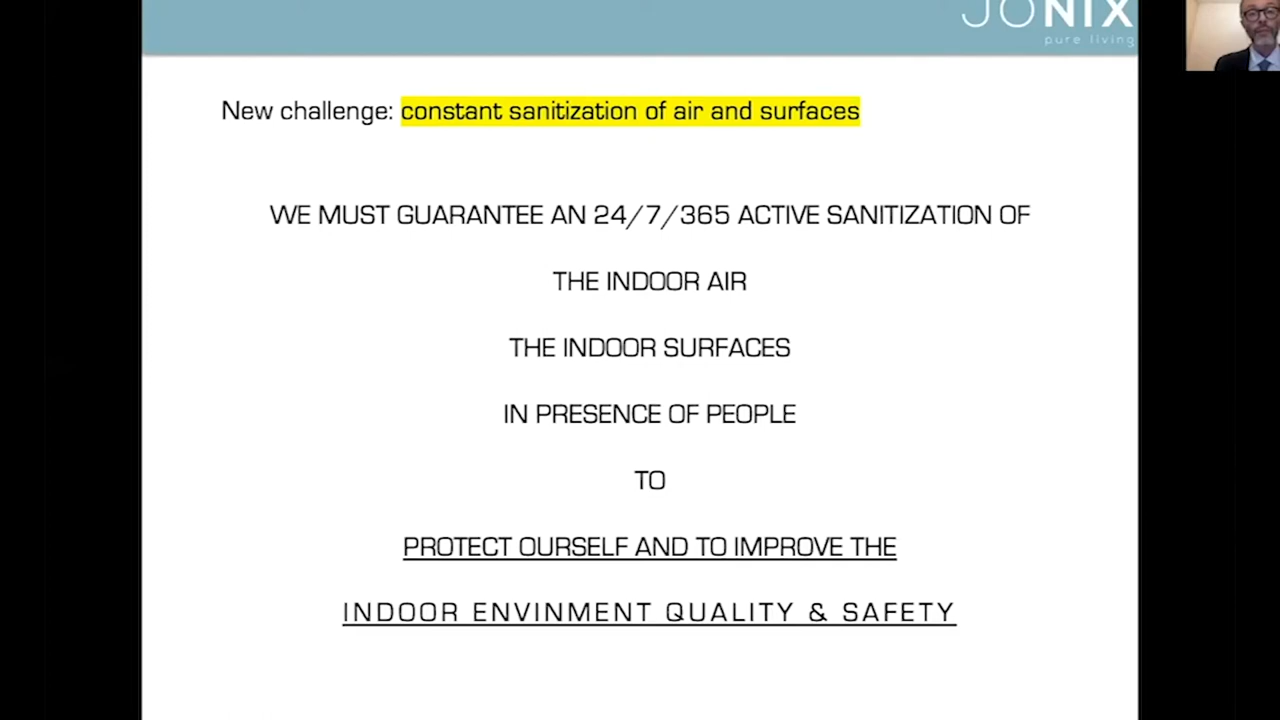 JONIX
pure living
New challenge: constant sanitization of air and surfaces
WE MUST GUARANTEE AN 24/7/365 ACTIVE SANITIZATION OF
THE INDOOR AIR
THE INDOOR SURFACES
IN PRESENCE OF PEOPLE
TO
PROTECT OURSELF AND TO IMPROVE THE
INDOOR ENVINMENT QUALITY & SAFETY